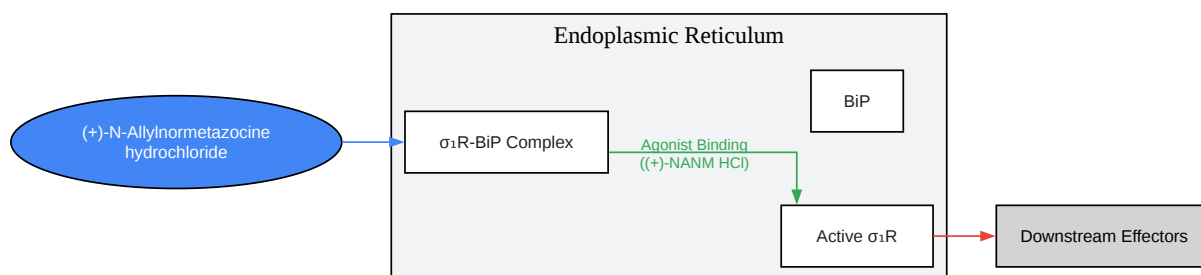 Endoplasmic Reticulum
(+)-N-Allylnormetazocine
hydrochloride
σ₁R-BiP Complex
Agonist Binding
((+)-NANM HCl)
BiP
Active σ₁R
Downstream Effectors